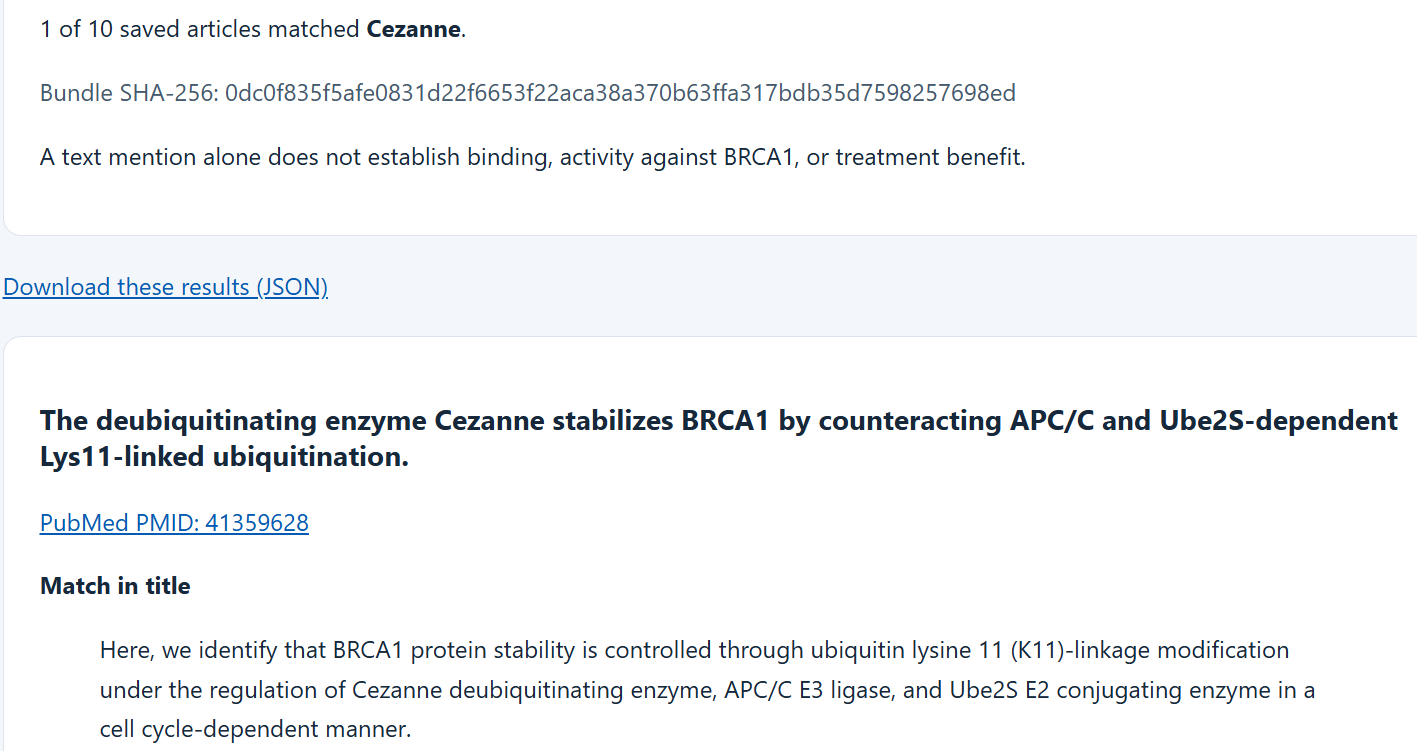 1 of 10 saved articles matched Cezanne.
Bundle SHA-256: 0dc0f835f5afe0831d22f6653f22aca38a370b63ffa317bdb35d7598257698ed
A text mention alone does not establish binding, activity against BRCA1, or treatment benefit.
Download these results (JSON)
The deubiquitinating enzyme Cezanne stabilizes BRCA1 by counteracting APC/C and Ube2S-dependent
Lys11-linked ubiquitination.
PubMed PMID: 41359628
Match in title
Here, we identify that BRCA1 protein stability is controlled through ubiquitin lysine 11 (K11)-linkage modification
under the regulation of Cezanne deubiquitinating enzyme, APC/C E3 ligase, and Ube2S E2 conjugating enzyme in a
cell cycle-dependent manner.